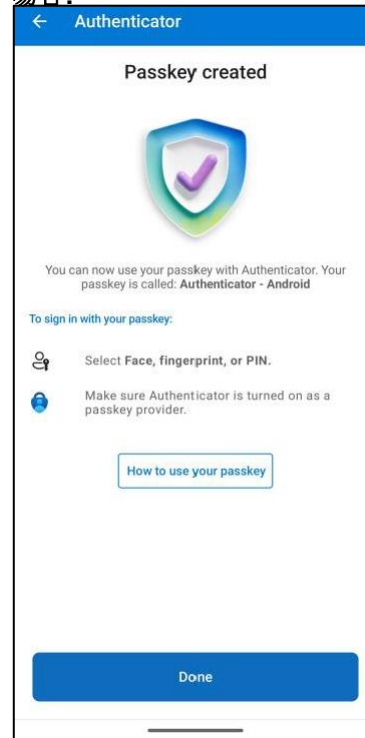 Authenticator
Passkey created
You can now use your passkey with Authenticator. Your
passkey is called: Authenticator - Android
To sign in with your passkey:
Select Face, fingerprint, or PIN.
Make sure Authenticator is turned on as a
passkey provider.
How to use your passkey
Done